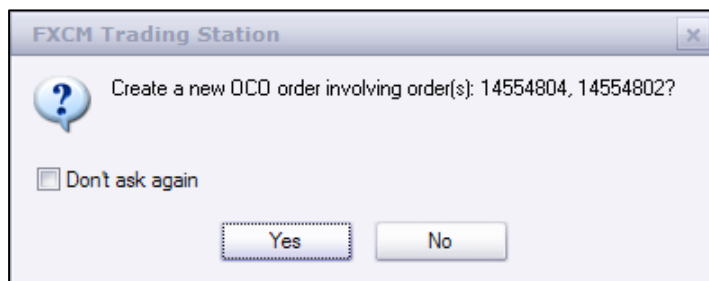 FXCM Trading Station
Create a new OCO order involving order(s): 14554804, 14554802?
Don't ask again
Yes
No